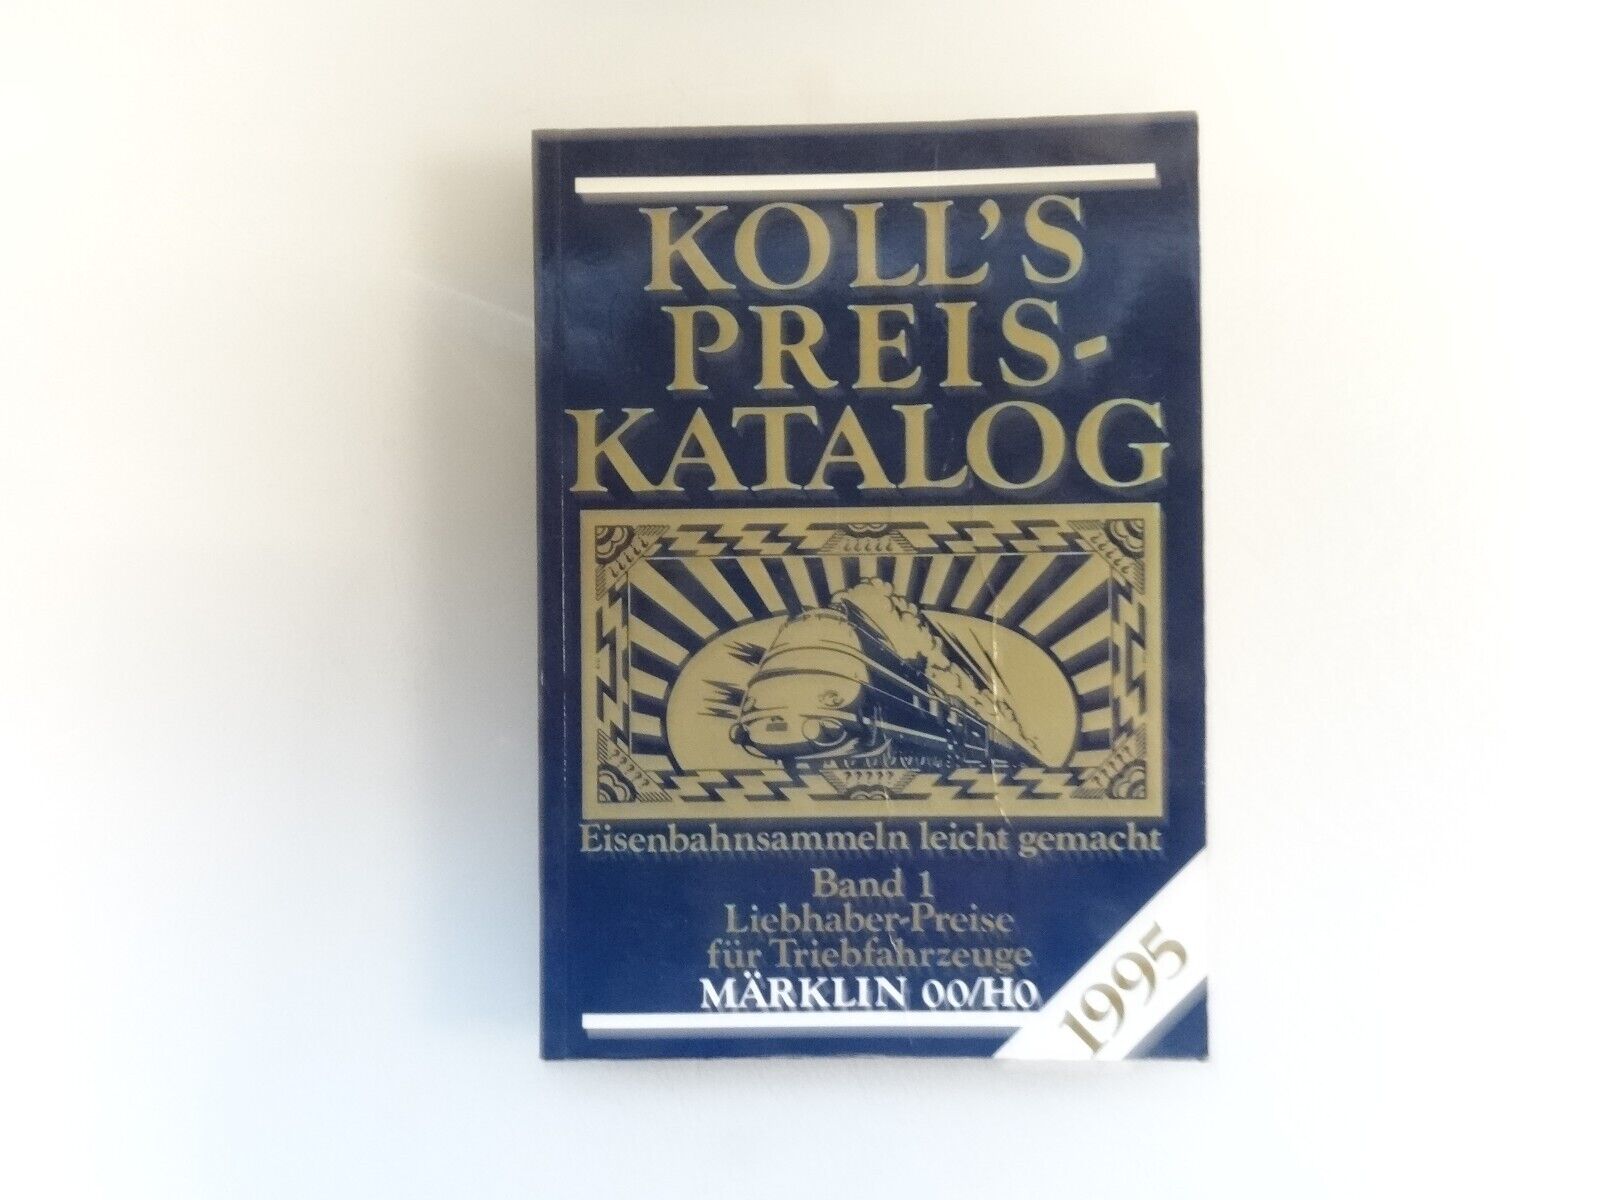 KOLL'S
PREIS-
KATALOG
Eisenbahnsammeln leicht gemacht
Band 1
Liebhaber-Preise
für Triebfahrzeuge
MÄRKLIN 00/H0
1995